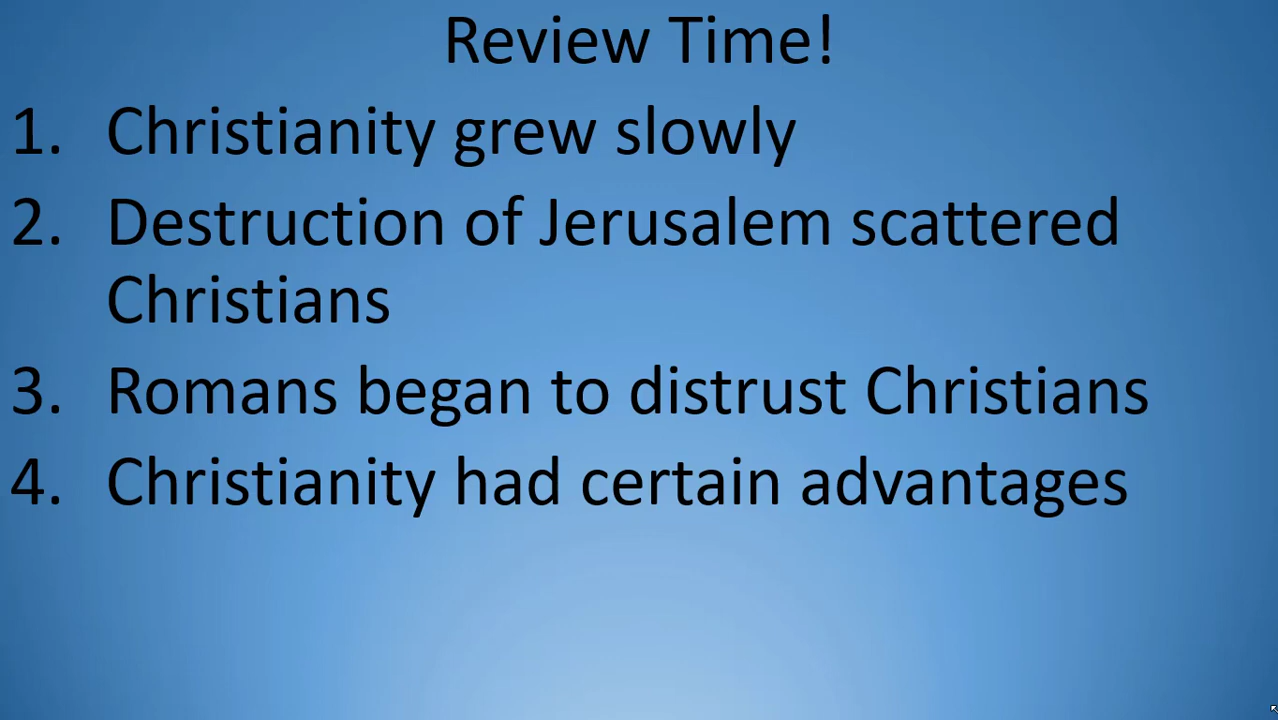 Review Time!
1. Christianity grew slowly
2. Destruction of Jerusalem scattered
Christians
3. Romans began to distrust Christians
4. Christianity had certain advantages